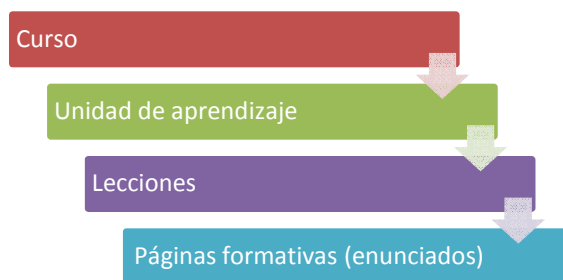 Curso
Unidad de aprendizaje
Lecciones
Páginas formativas (enunciados)